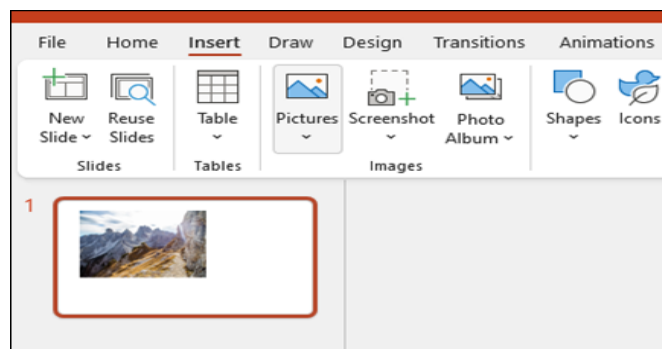 File Home Insert Draw Design Transitions Animations
New Slide Reuse Slides Table Pictures Screenshot Photo Album Shapes Icons
Slides Tables Images
1